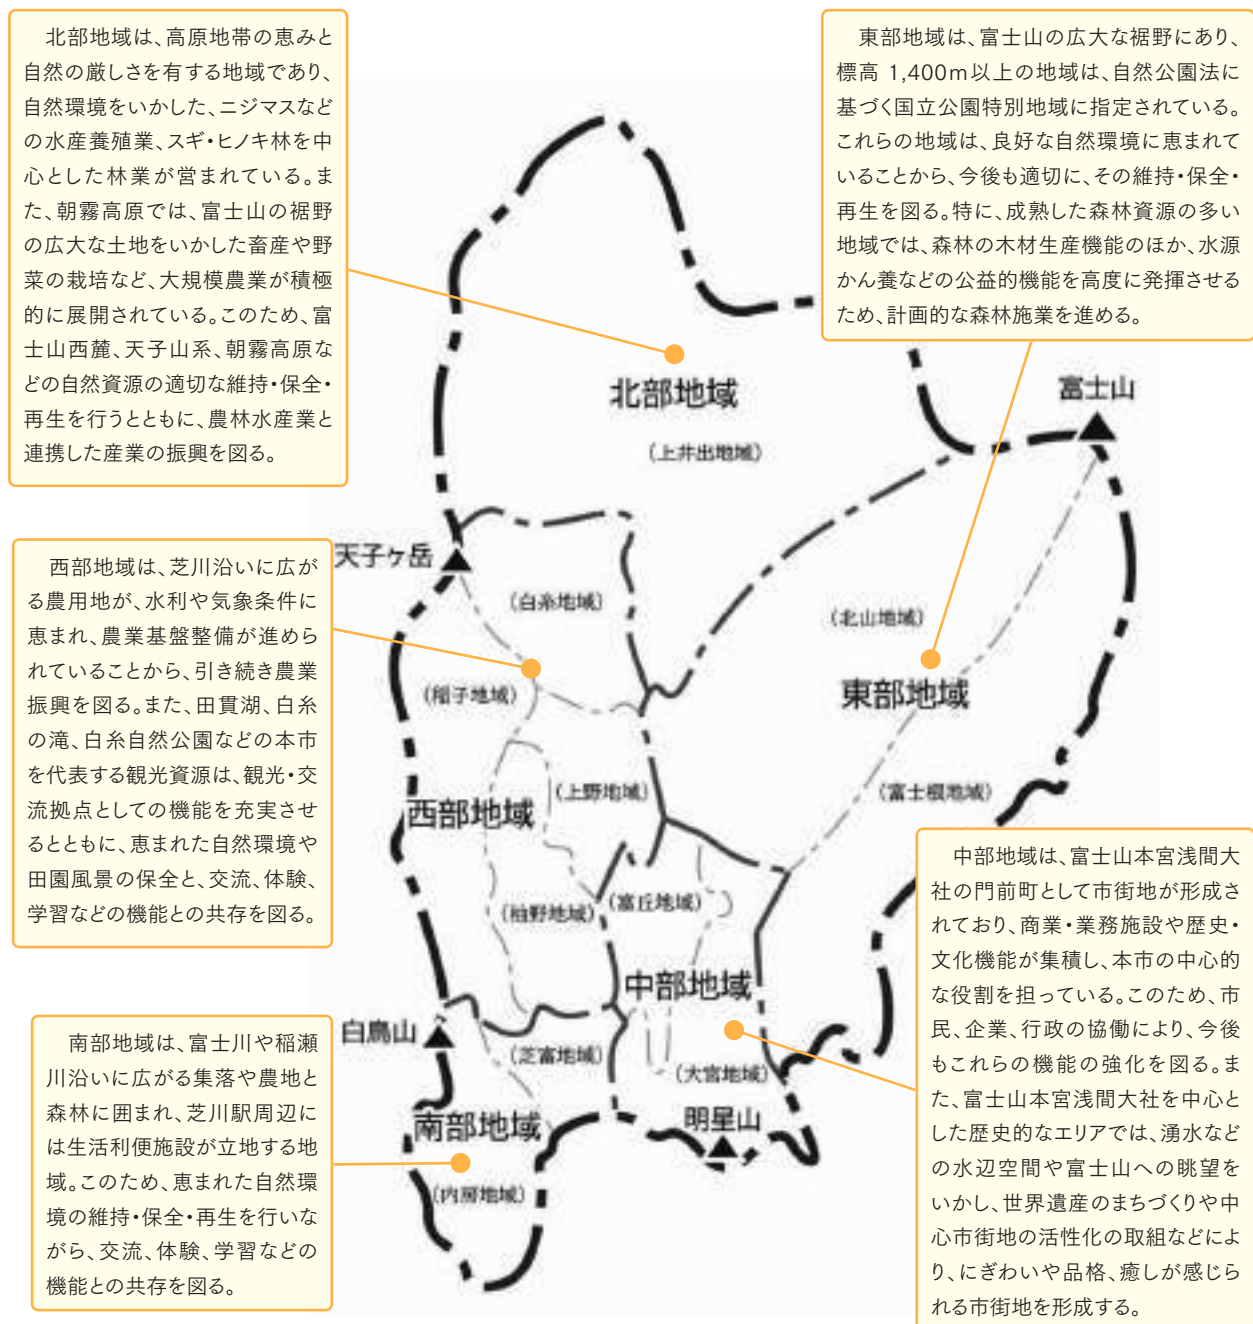 北部地域は、高原地帯の恵みと
自然の厳しさを有する地域であり、
自然環境をいかした、ニジマスなど
の水産養殖業、スギ・ヒノキ林を中
心とした林業が営まれている。ま
た、朝霧高原では、富士山の裾野
の広大な土地をいかした畜産や野
菜の栽培など、大規模農業が積極
的に展開されている。このため、富
士山西麓、天子山系、朝霧高原な
どの自然資源の適切な維持・保全・
再生を行うとともに、農林水産業と
連携した産業の振興を図る。
東部地域は、富士山の広大な裾野にあり、
標高 1,400m以上の地域は、自然公園法に
基づく国立公園特別地域に指定されている。
これらの地域は、良好な自然環境に恵まれて
いることから、今後も適切に、その維持・保全・
再生を図る。特に、成熟した森林資源の多い
地域では、森林の木材生産機能のほか、水源
かん養などの公益的機能を高度に発揮させる
ため、計画的な森林施業を進める。
北部地域
(上井出地域)
富士山
天子ヶ岳
(白糸地域)
(北山地域)
東部地域
(稲子地域)
(富士根地域)
西部地域
(上野地域)
(柚野地域)
(富丘地域)
中部地域
白鳥山
(芝富地域)
(大宮地域)
南部地域
明星山
(内房地域)
西部地域は、芝川沿いに広が
る農用地が、水利や気象条件に
恵まれ、農業基盤整備が進めら
れていることから、引き続き農業
振興を図る。また、田貫湖、白糸
の滝、白糸自然公園などの本市
を代表する観光資源は、観光・交
流拠点としての機能を充実させ
るとともに、恵まれた自然環境や
田園風景の保全と、交流、体験、
学習などの機能との共存を図る。
南部地域は、富士川や稲瀬
川沿いに広がる集落や農地と
森林に囲まれ、芝川駅周辺に
は生活利便施設が立地する地
域。このため、恵まれた自然環
境の維持・保全・再生を行いな
がら、交流、体験、学習などの
機能との共存を図る。
中部地域は、富士山本宮浅間大
社の門前町として市街地が形成さ
れており、商業・業務施設や歴史・
文化機能が集積し、本市の中心的
な役割を担っている。このため、市
民、企業、行政の協働により、今後
もこれらの機能の強化を図る。ま
た、富士山本宮浅間大社を中心と
した歴史的なエリアでは、湧水など
の水辺空間や富士山への眺望を
いかし、世界遺産のまちづくりや中
心市街地の活性化の取組などによ
り、にぎわいや品格、癒しが感じら
れる市街地を形成する。